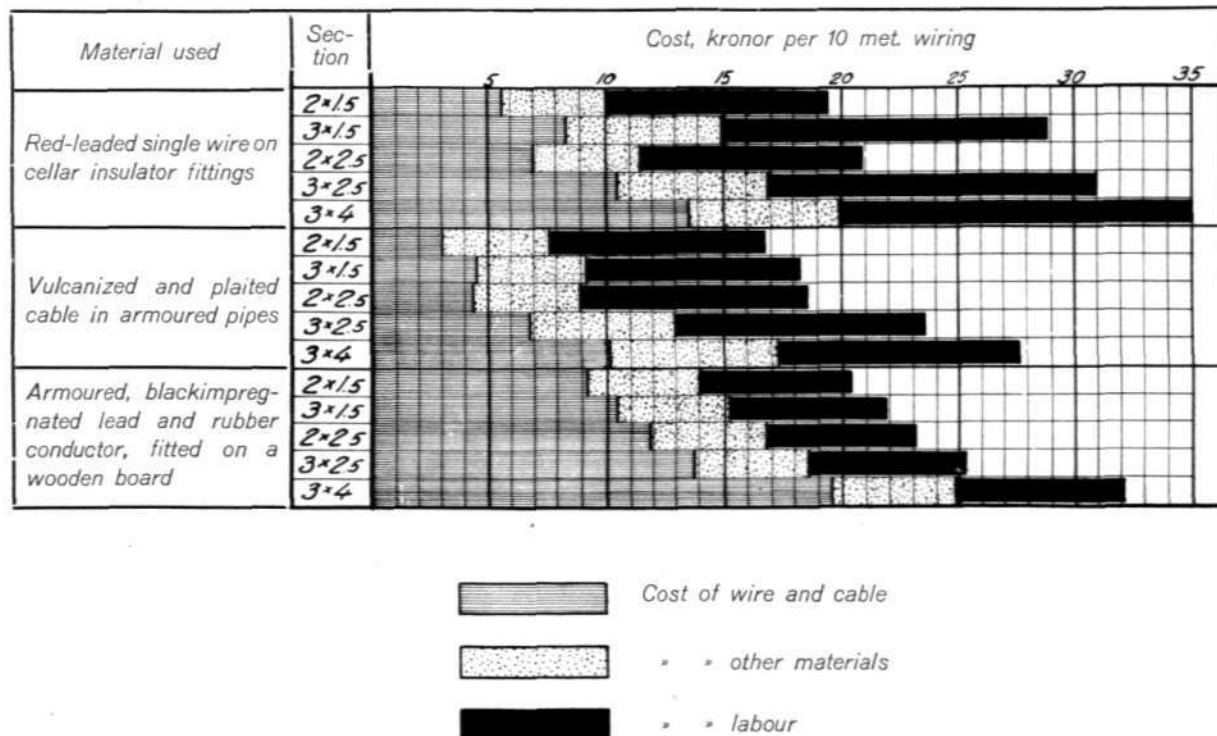 Material used
Sec-
tion
Cost, kronor per 10 met. wiring
5 10 15 20 25 30 35
Red-leaded single wire on
cellar insulator fittings
2×1.5
3×1.5
2×2.5
3×2.5
3×4
Vulcanized and plaited
cable in armoured pipes
2×1.5
3×1.5
2×2.5
3×2.5
3×4
Armoured, blackimpreg-
nated lead and rubber
conductor, fitted on a
wooden board
2×1.5
3×1.5
2×2.5
3×2.5
3×4
Cost of wire and cable
„ „ other materials
„ „ labour